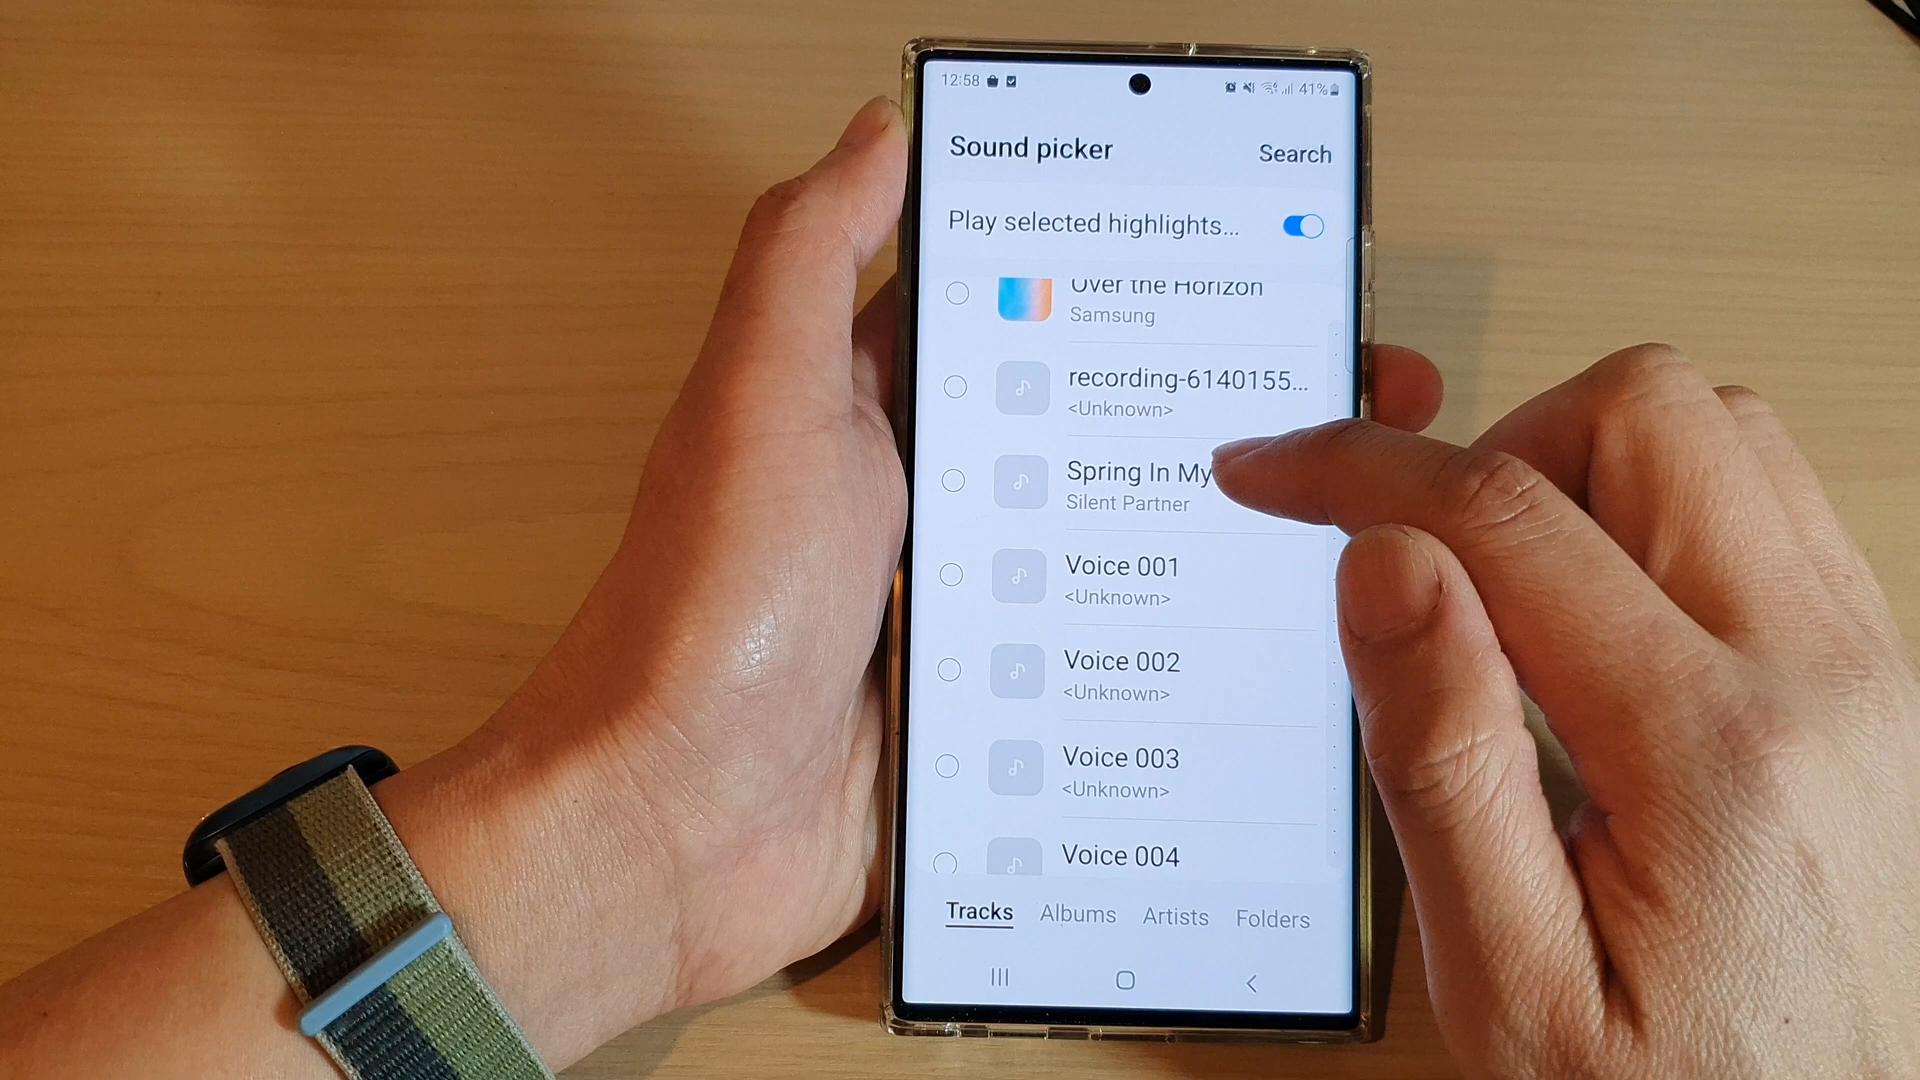 12:58
41%
Sound picker
Search
Play selected highlights...
Over the Horizon
Samsung
recording-6140155...
<Unknown>
Spring In My
Silent Partner
Voice 001
<Unknown>
Voice 002
<Unknown>
Voice 003
<Unknown>
Voice 004
Tracks Albums Artists Folders